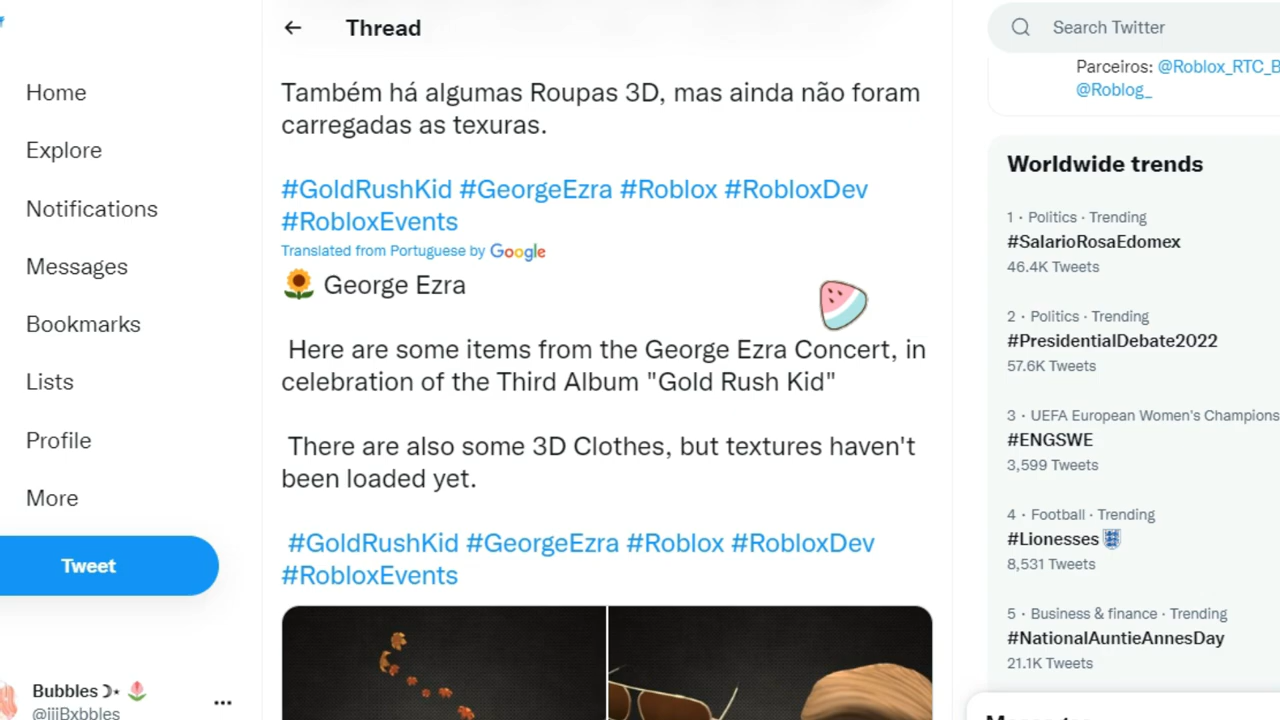 Thread
Search Twitter
Home
Explore
Notifications
Messages
Bookmarks
Lists
Profile
More
Tweet
Bubbles
@iiiBxbbles
Também há algumas Roupas 3D, mas ainda não foram
carregadas as texuras.
#GoldRushKid #GeorgeEzra #Roblox #RobloxDev
#RobloxEvents
Translated from Portuguese by Google
🌻 George Ezra
Here are some items from the George Ezra Concert, in
celebration of the Third Album "Gold Rush Kid"
There are also some 3D Clothes, but textures haven't
been loaded yet.
#GoldRushKid #GeorgeEzra #Roblox #RobloxDev
#RobloxEvents
Parceiros: @Roblox_RTC_B
@Roblog_
Worldwide trends
1 · Politics · Trending
#SalarioRosaEdomex
46.4K Tweets
2 · Politics · Trending
#PresidentialDebate2022
57.6K Tweets
3 · UEFA European Women's Champions
#ENGSWE
3,599 Tweets
4 · Football · Trending
#Lionesses
8,531 Tweets
5 · Business & finance · Trending
#NationalAuntieAnnesDay
21.1K Tweets